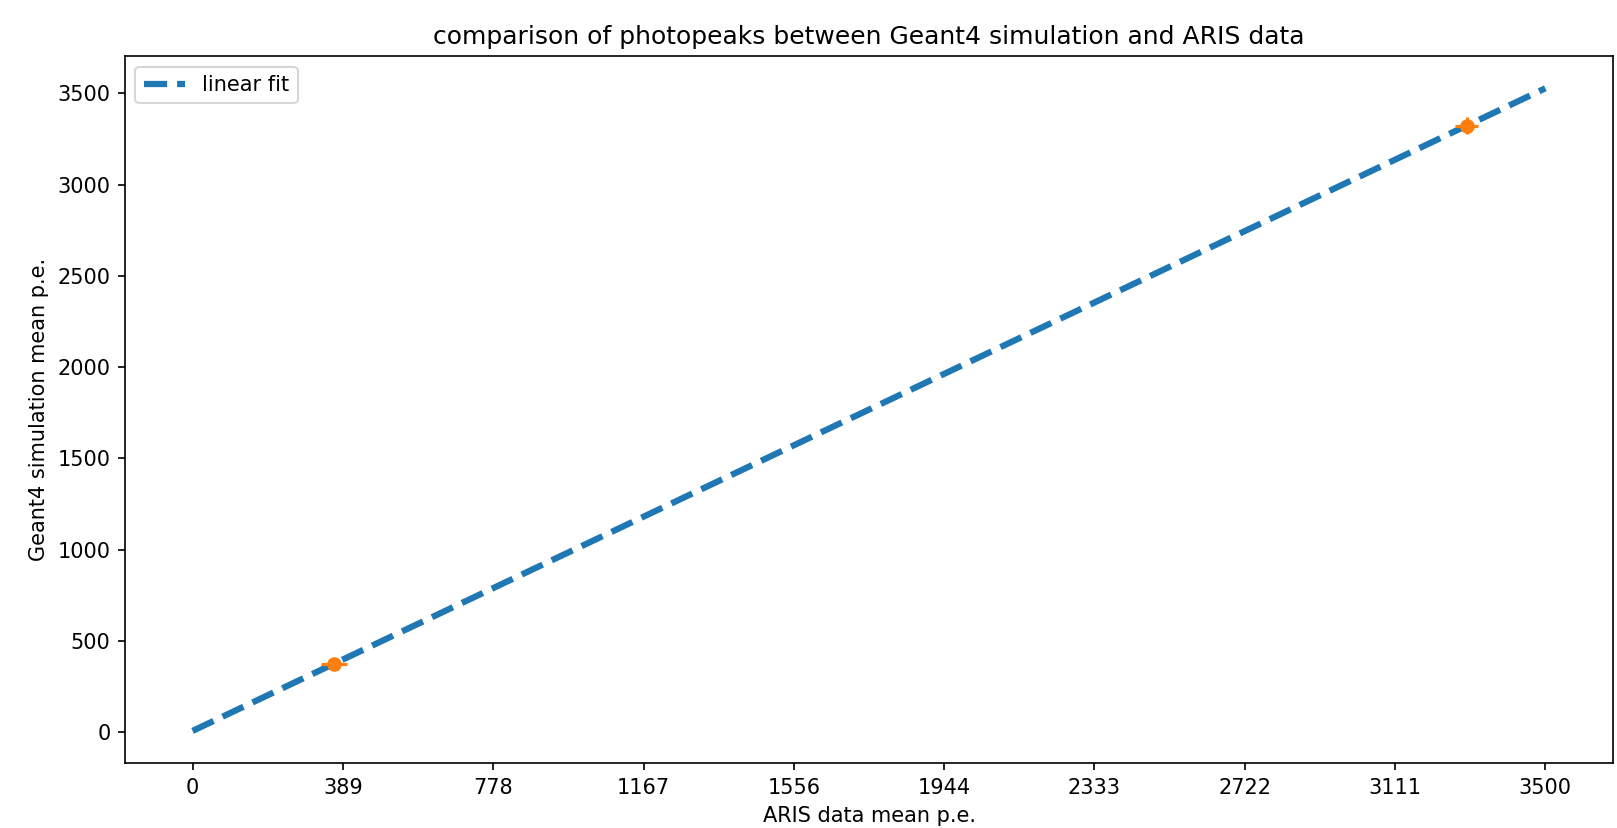 comparison of photopeaks between Geant4 simulation and ARIS data
linear fit
3500
3000
2500
2000
1500
1000
500
0
Geant4 simulation mean p.e.
0 389 778 1167 1556 1944 2333 2722 3111 3500
ARIS data mean p.e.